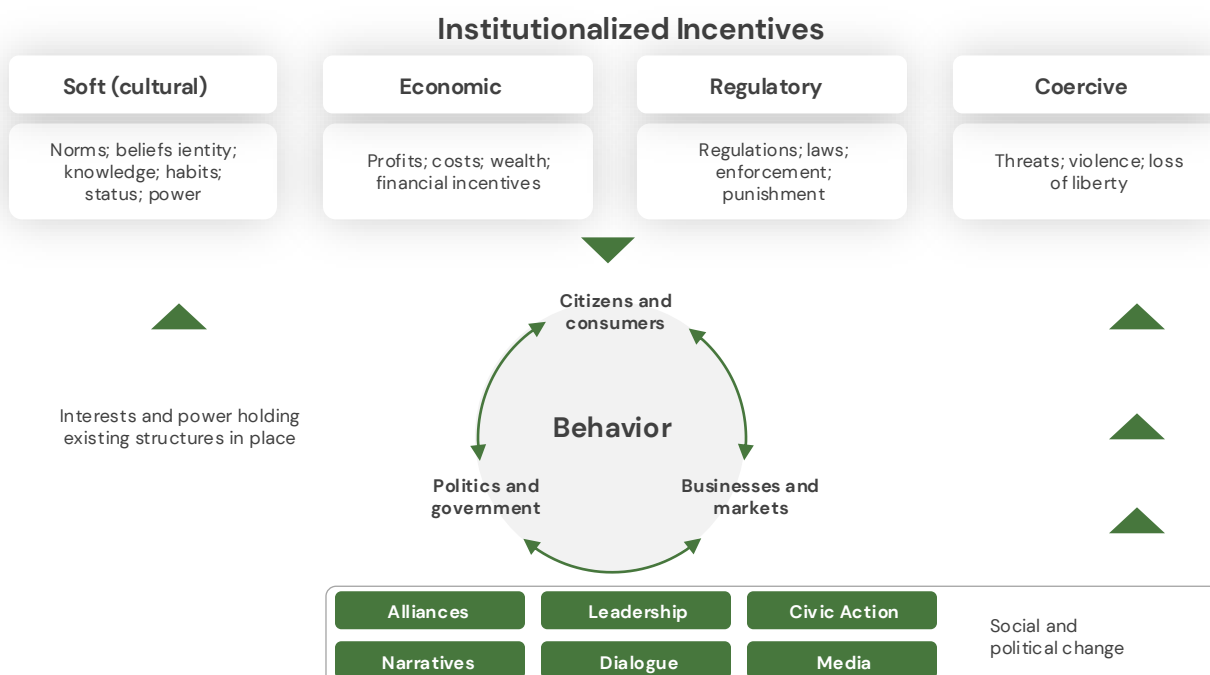 Institutionalized Incentives
Soft (cultural)
Economic
Regulatory
Coercive
Norms; beliefs ientity;
knowledge; habits;
status; power
Profits; costs; wealth;
financial incentives
Regulations; laws;
enforcement;
punishment
Threats; violence; loss
of liberty
Citizens and
consumers
Interests and power holding
existing structures in place
Behavior
Politics and
government
Businesses and
markets
Alliances
Leadership
Civic Action
Social and
political change
Narratives
Dialogue
Media